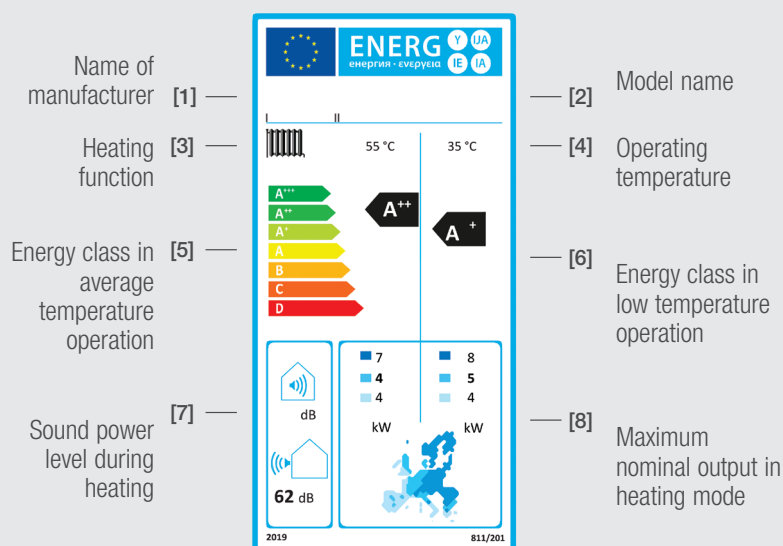 ENERG Y IJA
енергия · ενεργεια IE IA
Name of
manufacturer [1]
[2] Model name
I II
Heating
function [3]
55 °C 35 °C
[4] Operating
temperature
A+++
A++
A+
A
B
C
D
A++
A+
Energy class in [5]
average
temperature
operation
[6] Energy class in
low temperature
operation
7 8
4 5
4 4
kW kW
dB
62 dB
[7] Sound power
level during
heating
[8] Maximum
nominal output in
heating mode
2019 811/201